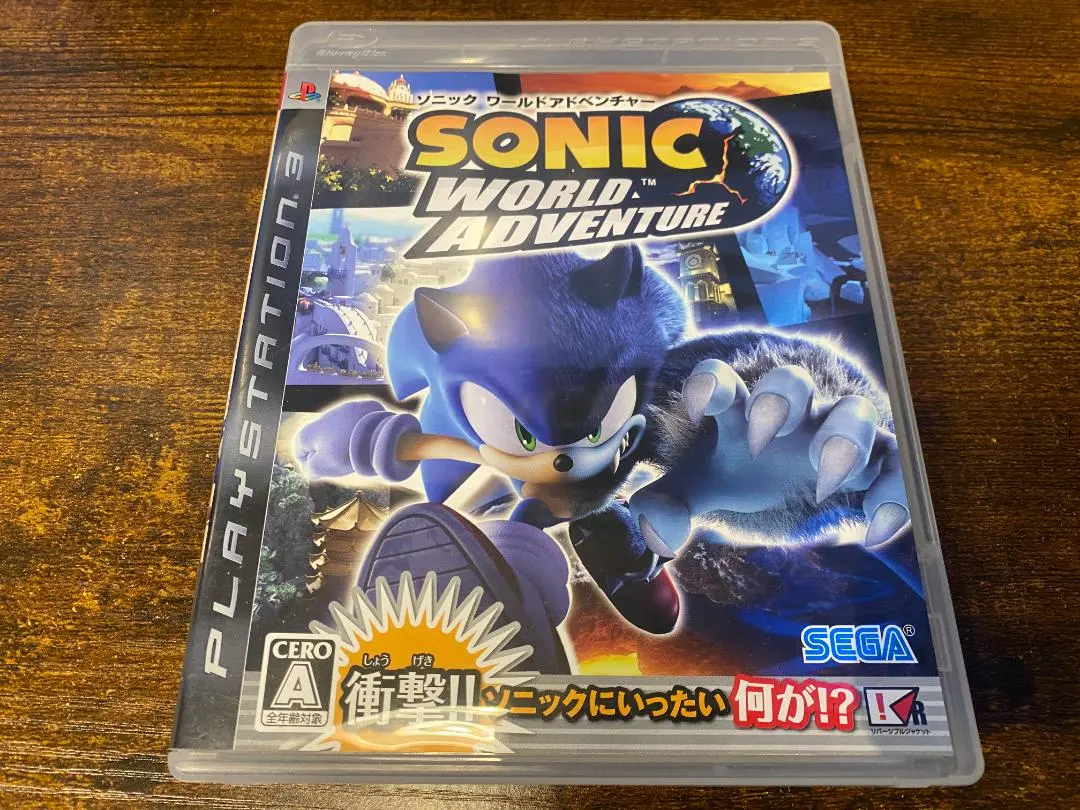 Blu-ray Disc
PLAYSTATION 3
PLAYSTATION®3
ソニック ワールドアドベンチャー
SONIC
WORLD™
ADVENTURE
SEGA®
CERO
A
全年齢対象
しょう げき
衝撃!! ソニックにいったい 何が!?
!R
リバーシブルジャケット